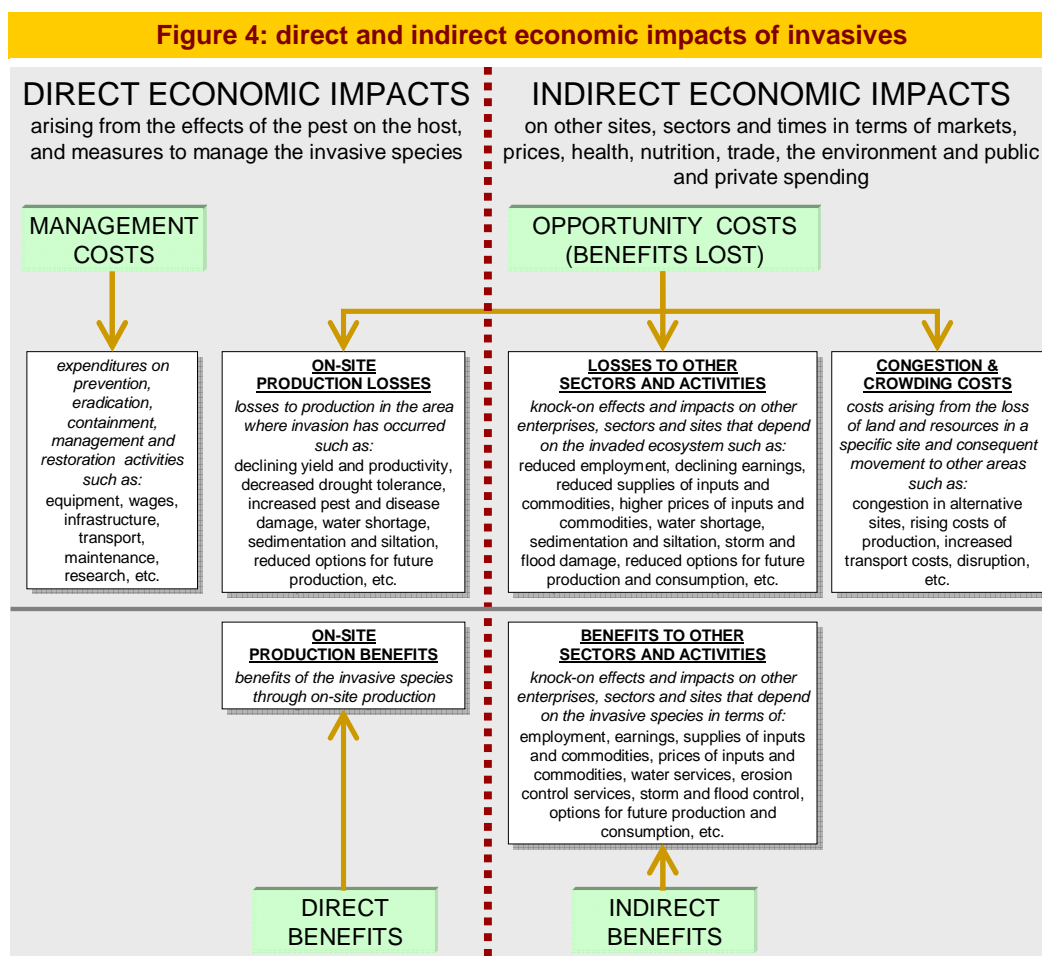 Figure 4: direct and indirect economic impacts of invasives
DIRECT ECONOMIC IMPACTS
arising from the effects of the pest on the host,
and measures to manage the invasive species
INDIRECT ECONOMIC IMPACTS
on other sites, sectors and times in terms of markets,
prices, health, nutrition, trade, the environment and public
and private spending
MANAGEMENT
COSTS
OPPORTUNITY COSTS
(BENEFITS LOST)
expenditures on
prevention,
eradication,
containment,
management and
restoration activities
such as:
equipment, wages,
infrastructure,
transport,
maintenance,
research, etc.
ON-SITE
PRODUCTION LOSSES
losses to production in the area
where invasion has occurred
such as:
declining yield and productivity,
decreased drought tolerance,
increased pest and disease
damage, water shortage,
sedimentation and siltation,
reduced options for future
production, etc.
LOSSES TO OTHER
SECTORS AND ACTIVITIES
knock-on effects and impacts on other
enterprises, sectors and sites that depend
on the invaded ecosystem such as:
reduced employment, declining earnings,
reduced supplies of inputs and
commodities, higher prices of inputs and
commodities, water shortage,
sedimentation and siltation, storm and
flood damage, reduced options for future
production and consumption, etc.
CONGESTION &
CROWDING COSTS
costs arising from the loss
of land and resources in a
specific site and consequent
movement to other areas
such as:
congestion in alternative
sites, rising costs of
production, increased
transport costs, disruption,
etc.
ON-SITE
PRODUCTION BENEFITS
benefits of the invasive species
through on-site production
BENEFITS TO OTHER
SECTORS AND ACTIVITIES
knock-on effects and impacts on other
enterprises, sectors and sites that depend
on the invasive species in terms of:
employment, earnings, supplies of inputs
and commodities, prices of inputs and
commodities, water services, erosion
control services, storm and flood control,
options for future production and
consumption, etc.
DIRECT
BENEFITS
INDIRECT
BENEFITS